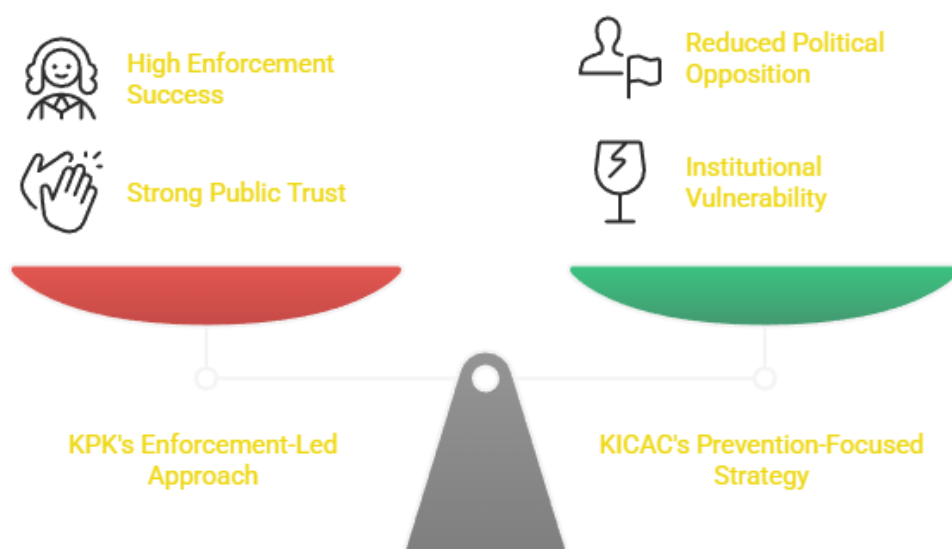 High Enforcement
Success
Strong Public Trust
Reduced Political
Opposition
Institutional
Vulnerability
KPK's Enforcement-Led
Approach
KICAC's Prevention-Focused
Strategy